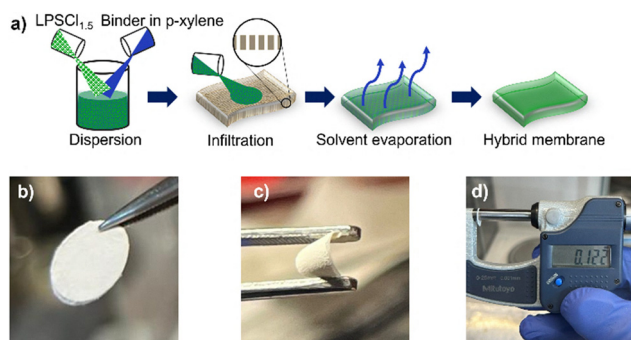 a) LPSCl1.5 Binder in p-xylene
Dispersion
Infiltration
Solvent evaporation
Hybrid membrane
b)
c)
d)
0.122
Mitutoyo